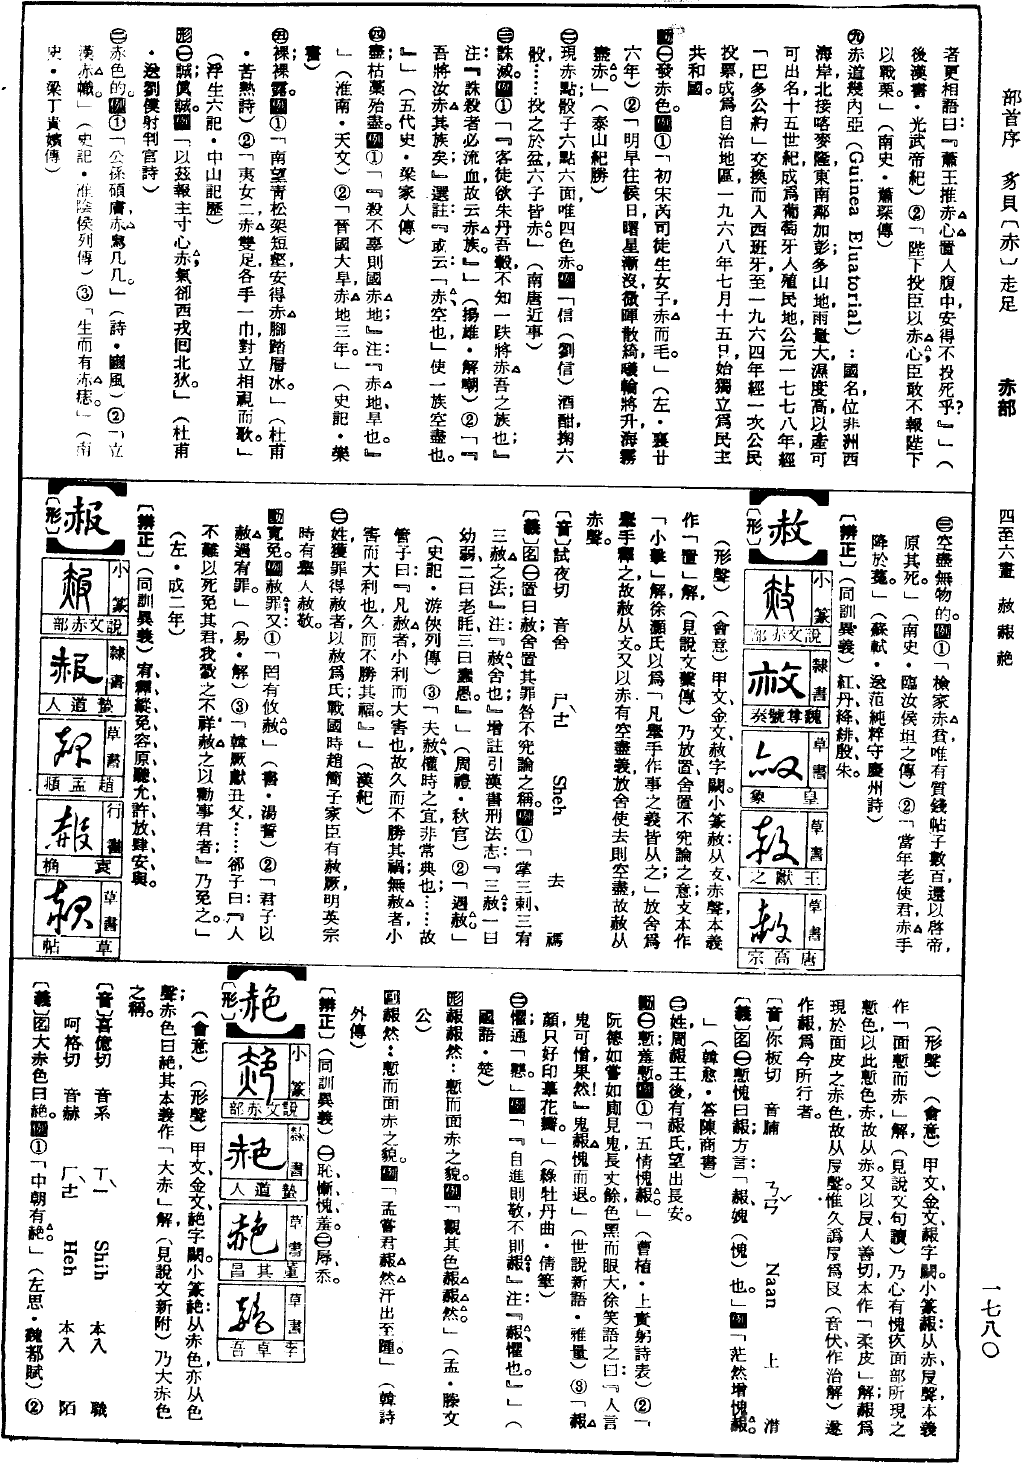 部首序 豸貝〔赤〕走足 赤部 四至六畫 赦赧赩 一七八〇
者更相語曰：『蕭王推赤心置人腹中，安得不投死乎？』」（
後漢書·光武帝紀）②「陛下投臣以赤心，臣敢不報陛下
以戰栗。」（南史·蕭琛傳）
㊈赤道幾內亞（Guinea Eluatorial）：國名，位非洲西
海岸，北接喀麥隆，東南鄰加彭；多山地，雨量大，濕度高，以產可
可出名，十五世紀成為葡萄牙人殖民地，公元一七七八年經
「巴多公約」交換而入西班牙，至一九六四年經一次公民
投票成為自治地區，一九六八年七月十五日，始獨立為民主
共和國。
動㊀發赤色。例①「初，宋芮司徒生女子，赤而毛。」（左·襄廿
六年）②「明早往候，日曙星漸沒，微暉散綺，曦輪將升，海霧
盡赤。」（泰山紀勝）
㊁現赤點，骰子六點六面，唯四色赤。例「信（劉信）酒酣，掬六
骰……投之於盆，六子皆赤。」（南唐近事）
㊂誅滅。例①「『客徒欲朱丹吾轂，不知一跌將赤吾之族也；』
注：『誅殺者必流血，故云赤族。』」（揚雄·解嘲）②「『
吾將汝赤其族矣。』選註：『或云：「赤，空也」，使一族空盡也。
』」（五代史·梁家人傳）
㊃盡；枯槁殆盡。例①「『殺不辜則國赤地；』注：『赤地，旱也。』
」（淮南·天文）②「晉國大旱，赤地三年。」（史記·樂
書）
㊄裸；裸露。例①「南望青松架短壑，安得赤腳踏層冰。」（杜甫
·苦熱詩）②「夷女二，赤雙足，各手一巾，對立相視而歌。」
（浮生六記·中山記歷）
形㊀誠；真誠。例「以茲報主寸心赤，氣卻西戎回北狄。」（杜甫
·送劉僕射判官詩）
㊁赤色的。例①「公孫碩膚，赤舄几几。」（詩·豳風）②「立
漢赤幟。」（史記·淮陰侯列傳）③「生而有赤痣。」（南
史·梁丁貴嬪傳）
㊂空盡無物的。例①「檢家赤貧，唯有質錢帖子數百，還以啓帝，
原其死。」（南史·臨汝侯坦之傳）②「當年老使君，赤手
降於菟。」（蘇軾·送范純粹守慶州詩）
〔辨正〕（同訓異義）紅、丹、絳、緋、殷、朱。
赦
〔形〕
小篆 說文赤部
隸書 魏尊號奏
草書 皇象
草書 王獻之
草書 唐高宗
（形聲）（會意）甲文、金文赦字闕。小篆赦：从攴，赤聲，本義
作「置」解（見說文繫傳）乃放置、舍置不究論之意。文本作
「小擊」解，徐灝氏以為「凡舉手作事之義皆从之」，放舍為
舉手釋之，故赦从攴。又以赤有空盡義，放舍使去則空盡，故赦从
赤聲。
〔音〕試夜切 音舍 ㄕㄜˋ Sheh 去 禡
〔義〕名㊀置曰赦，舍置其罪咎不究論之稱。例①「『掌三刺、三宥、
三赦之法；』注：『赦，舍也。』增註引漢書刑法志：『三赦，一曰
幼弱，二曰老眊，三曰蠢愚。』」（周禮·秋官）②「遇赦。」
（史記·游俠列傳）③「夫赦，權時之宜，非常典也；……故
管子曰：『凡赦者，小利而大害也，故久而不勝其禍；無赦者，小
害而大利也，久而不勝其福。』」（漢紀）
㊁姓。獲罪得赦者以赦為氏；戰國時趙簡子家臣有赦厥，明英宗
時有舉人赦敬。
動寬免。例赦罪。又①「罔有攸赦。」（書·湯誓）②「君子以
赦過宥罪。」（易·解）③「韓厥獻丑父，……郤子曰：『人
不難以死免其君，我戮之不祥，赦之以勸事君者。』乃免之。」
（左·成二年）
〔辨正〕（同訓異義）宥、釋、縱、免、容、原、聽、允、許、放、肆、安、與。
赧
〔形〕
小篆 說文赤部
隸書 蟄道人
草書 趙孟頫
行書 袁桷
草書 草帖
（形聲）（會意）甲文、金文赧字闕。小篆赧：从赤，㞋聲，本義
作「面慙而赤」解（見說文句讀）乃心有愧疚面部所現之
慙色，以此慙色赤，故从赤。又以㞋，人善切，本作「柔皮」解，赧為
現於面皮之赤色，故从㞋聲。惟久譌㞋為𠬝（音伏作治解）遂
作赧為今所行者。
〔音〕你板切 音腩 ㄋㄢˇ Naan 上 潸
〔義〕名㊀慙愧曰赧，方言：「赧，媿（愧）也。」例「茫然增愧赧。
」（韓愈·答陳商書）
㊁姓。周赧王後有赧氏，望出長安。
動㊀慙；羞慙。例①「五情愧赧。」（曹植·上責躬詩表）②「
阮德如嘗如廁見鬼，長丈餘，色黑而眼大，徐笑語之曰：『人言
鬼可憎，果然！』鬼赧愧而退。」（世說新語·雅量）③「赧
顏只好印摹花瓣。」（綠牡丹曲·倩筆）
㊁懼；通「戁」。例「『自進則敬，不則赧；』注：『赧，懼也。』」（
國語·楚）
形赧赧然：慙而面赤之貌。例「觀其色赧赧然。」（孟·滕文
公）
副赧然：慙而面赤之貌。例「孟嘗君赧然，汗出至踵。」（韓詩
外傳）
〔辨正〕（同訓異義）㊀恥、慚、愧、羞。㊁辱、忝。
赩
〔形〕
小篆 說文赤部
隸書 蟄道人
草書 董其昌
草書 李卓吾
（會意）（形聲）甲文、金文赩字闕。小篆赩：从赤色，亦从色
聲，赤色曰赩，其本義作「大赤」解（見說文新附）乃大赤色
之稱。
〔音〕喜億切 音系 ㄒㄧˋ Shih 本入 職
呵格切 音赫 ㄏㄜˋ Heh 本入 陌
〔義〕名大赤色曰赩。例①「中朝有赩。」（左思·魏都賦）②